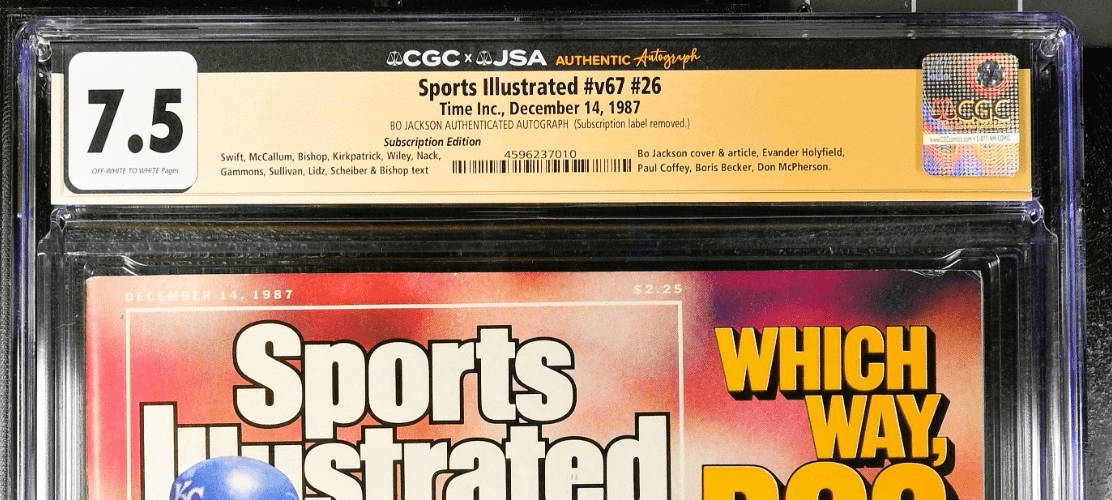 CGC x JSA AUTHENTIC Autograph
7.5
OFF-WHITE TO WHITE Pages
Sports Illustrated #v67 #26
Time Inc., December 14, 1987
BO JACKSON AUTHENTICATED AUTOGRAPH (Subscription label removed.)
Subscription Edition
Swift, McCallum, Bishop, Kirkpatrick, Wiley, Nack,
Gammons, Sullivan, Lidz, Scheiber & Bishop text
4596237010
Bo Jackson cover & article, Evander Holyfield,
Paul Coffey, Boris Becker, Don McPherson.
CGC
DECEMBER 14, 1987
$2.25
Sports
Illustrated
KC
WHICH
WAY,